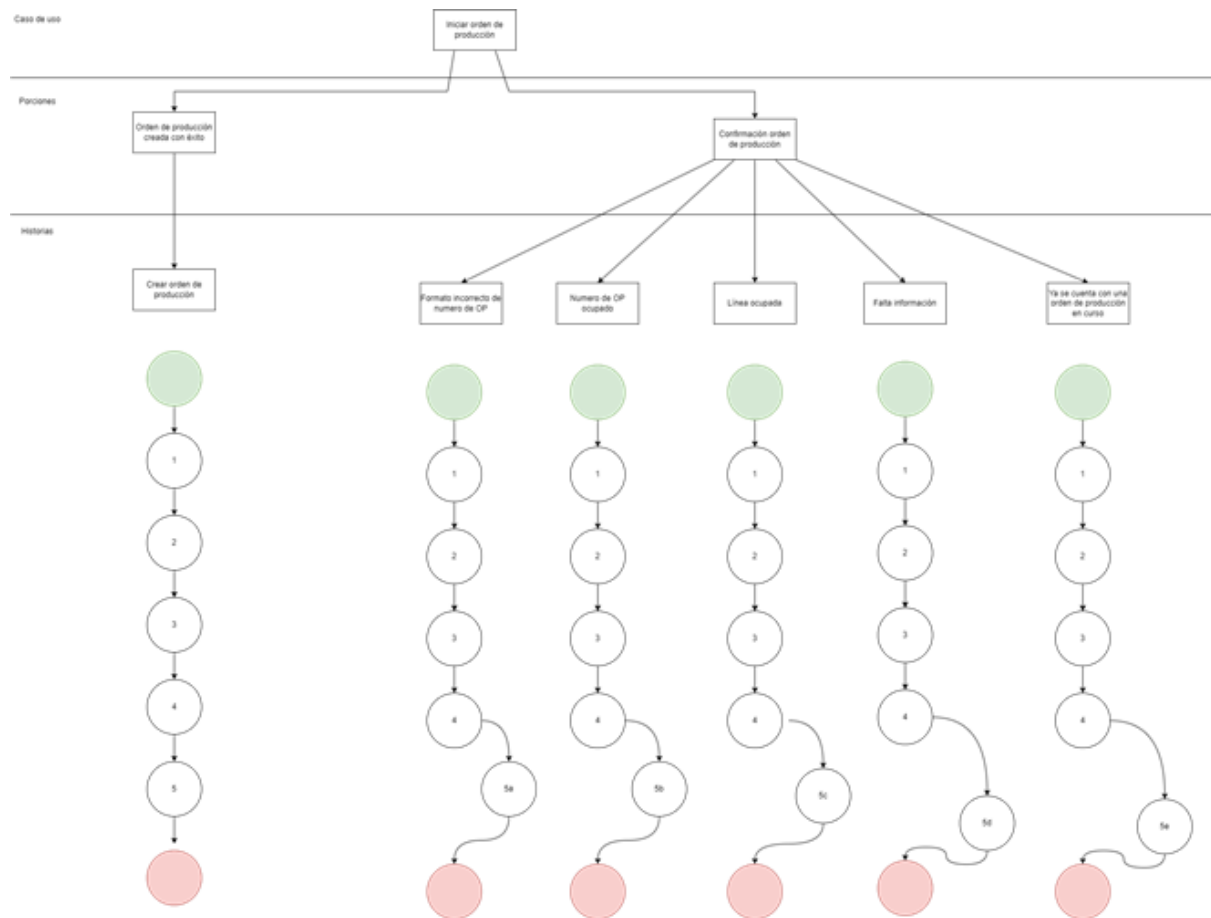 Caso de uso
Iniciar orden de
producción
Porciones
Orden de producción
creada con éxito
Confirmación orden
de producción
Historias
Crear orden de
producción
Formato incorrecto de
numero de OP
Numero de OP
ocupado
Línea ocupada
Falta información
Ya se cuenta con una
orden de producción
en curso
1
1
1
1
1
1
2
2
2
2
2
2
3
3
3
3
3
3
4
4
4
4
4
4
5
5a
5b
5c
5d
5e